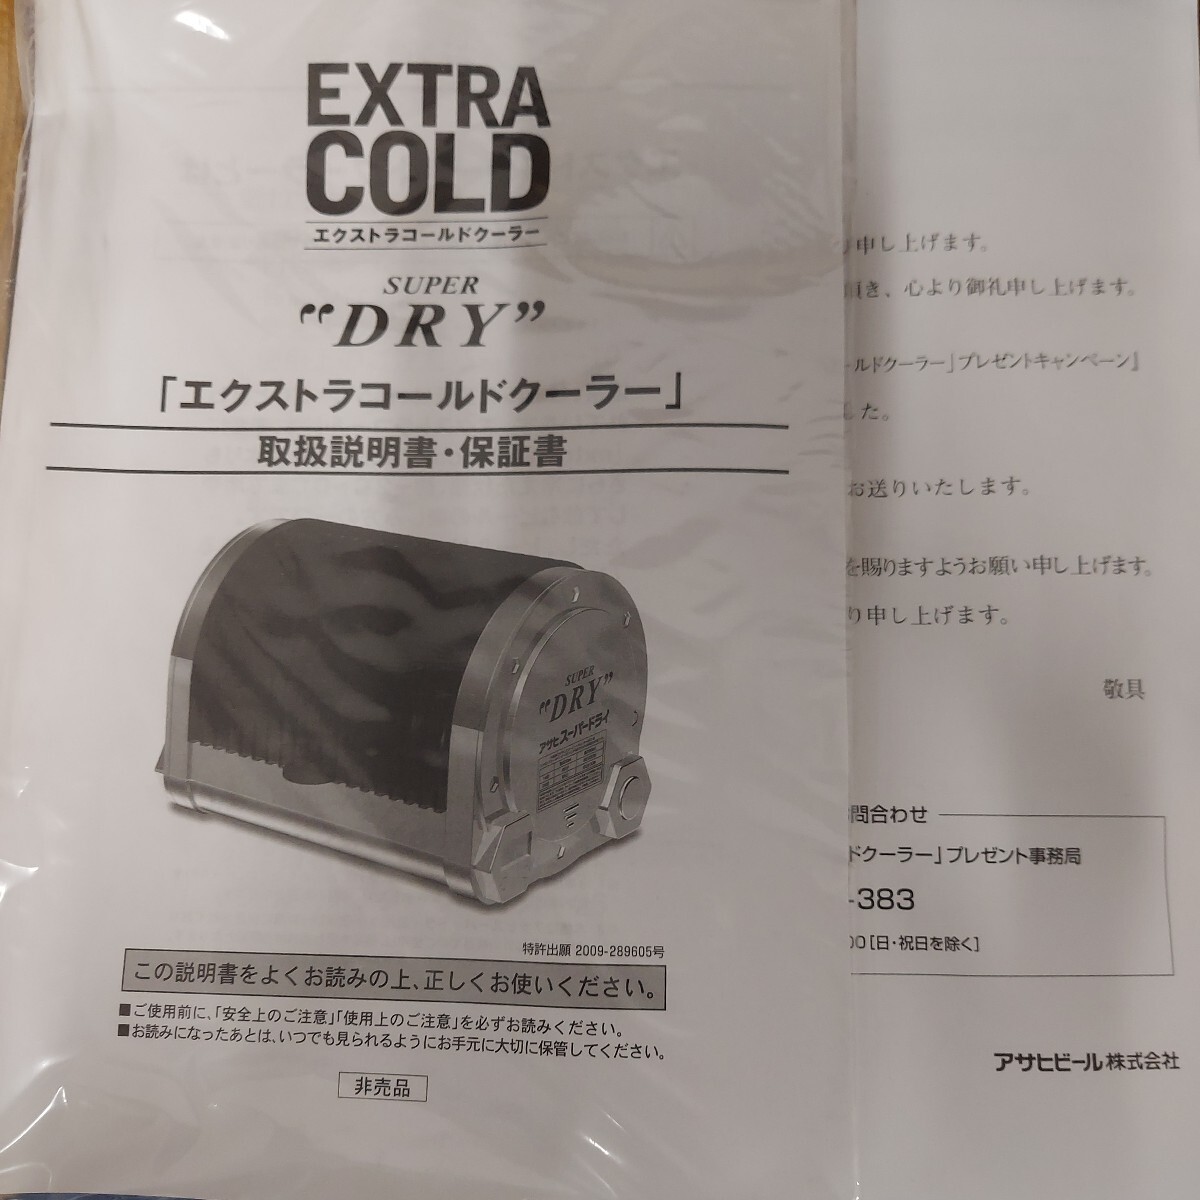 EXTRA
COLD
エクストラコールドクーラー
SUPER
“DRY”
「エクストラコールドクーラー」
取扱説明書・保証書
SUPER
“DRY”
アサヒスーパードライ
特許出願 2009-289605号
この説明書をよくお読みの上、正しくお使いください。
■ご使用前に、「安全上のご注意」「使用上のご注意」を必ずお読みください。
■お読みになったあとは、いつでも見られるようにお手元に大切に保管してください。
非売品
り申し上げます。
頂き、心より御礼申し上げます。
ールドクーラー」プレゼントキャンペーン』
した。
お送りいたします。
を賜りますようお願い申し上げます。
り申し上げます。
敬具
問合わせ
ドクーラー」プレゼント事務局
-383
00[日・祝日を除く]
アサヒビール株式会社